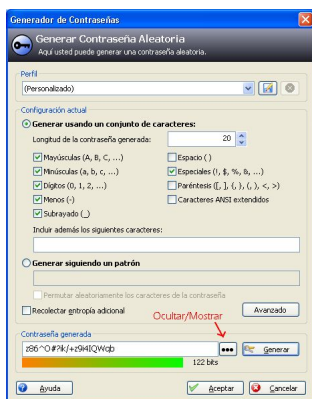 Generador de Contraseñas
Generar Contraseña Aleatoria
Aquí usted puede generar una contraseña aleatoria.
Perfil
(Personalizado)
Configuración actual
Generar usando un conjunto de caracteres:
Longitud de la contraseña generada: 20
Mayúsculas (A, B, C, ...) Espacio ( )
Minúsculas (a, b, c, ...) Especiales (!, $, %, &, ...)
Dígitos (0, 1, 2, ...) Paréntesis ([, ], {, }, (, ), <, >)
Menos (-) Caracteres ANSI extendidos
Subrayado (_)
Incluir además los siguientes caracteres:
Generar siguiendo un patrón
Permutar aleatoriamente los caracteres de la contraseña
Recolectar entropía adicional Avanzado
Ocultar/Mostrar
Contraseña generada
z86^O#?ik/+z9i4IQWqb Generar
122 bits
Ayuda Aceptar Cancelar